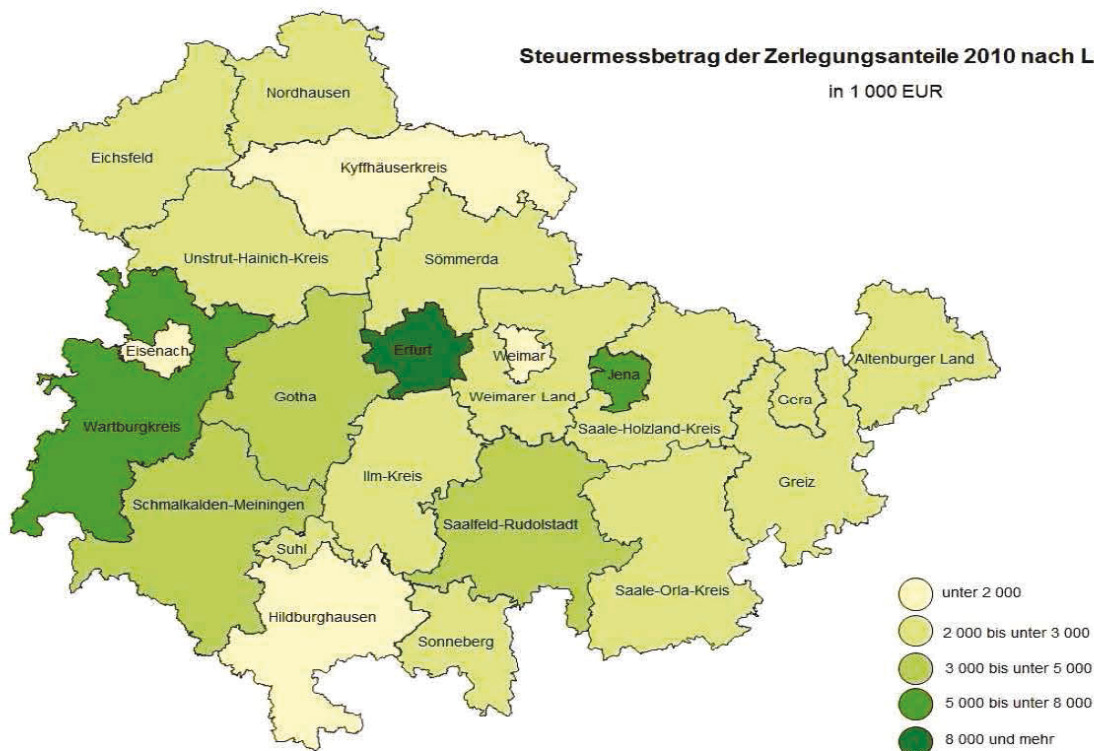 Steuermessbetrag der Zerlegungsanteile 2010 nach L
in 1 000 EUR
Nordhausen
Eichsfeld
Kyffhäuserkreis
Unstrut-Hainich-Kreis
Sömmerda
Eisenach
Erfurt
Weimar
Jena
Altenburger Land
Gotha
Weimarer Land
Gera
Wartburgkreis
Saale-Holzland-Kreis
Ilm-Kreis
Greiz
Schmalkalden-Meiningen
Saalfeld-Rudolstadt
Suhl
Saale-Orla-Kreis
Hildburghausen
Sonneberg
unter 2 000
2 000 bis unter 3 000
3 000 bis unter 5 000
5 000 bis unter 8 000
8 000 und mehr